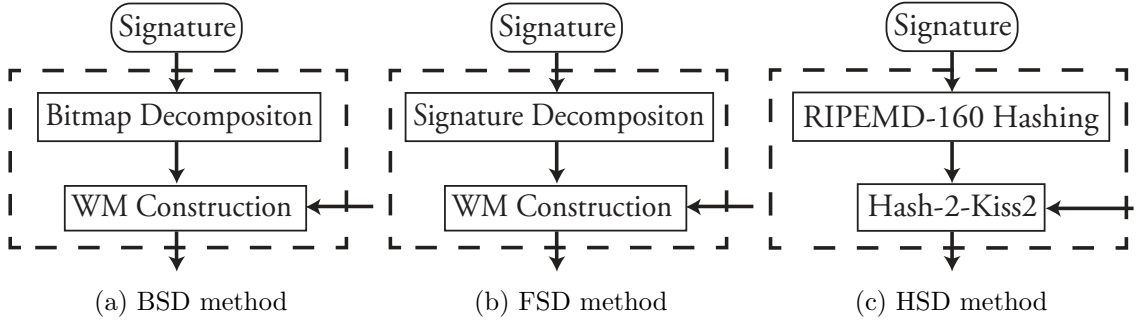 Signature
Bitmap Decompositon
WM Construction
(a) BSD method
Signature
Signature Decompositon
WM Construction
(b) FSD method
Signature
RIPEMD-160 Hashing
Hash-2-Kiss2
(c) HSD method